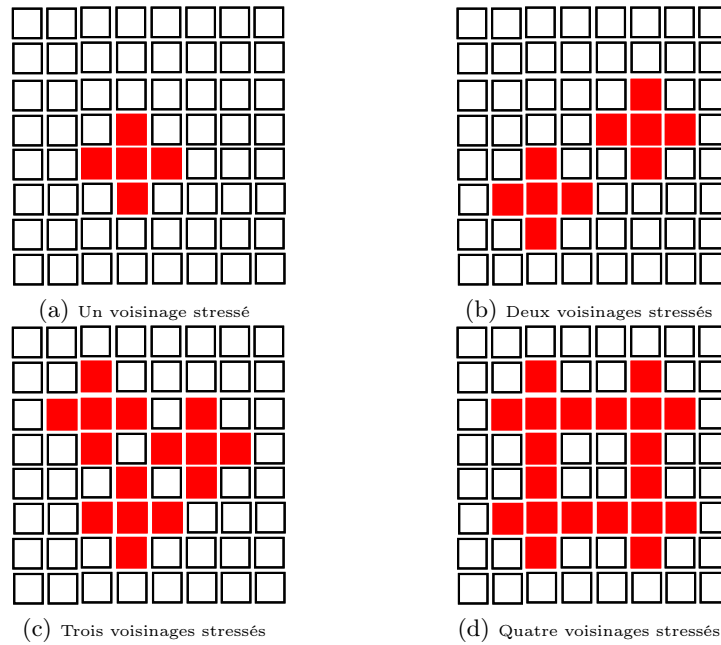 (a) Un voisinage stressé
(b) Deux voisinages stressés
(c) Trois voisinages stressés
(d) Quatre voisinages stressés